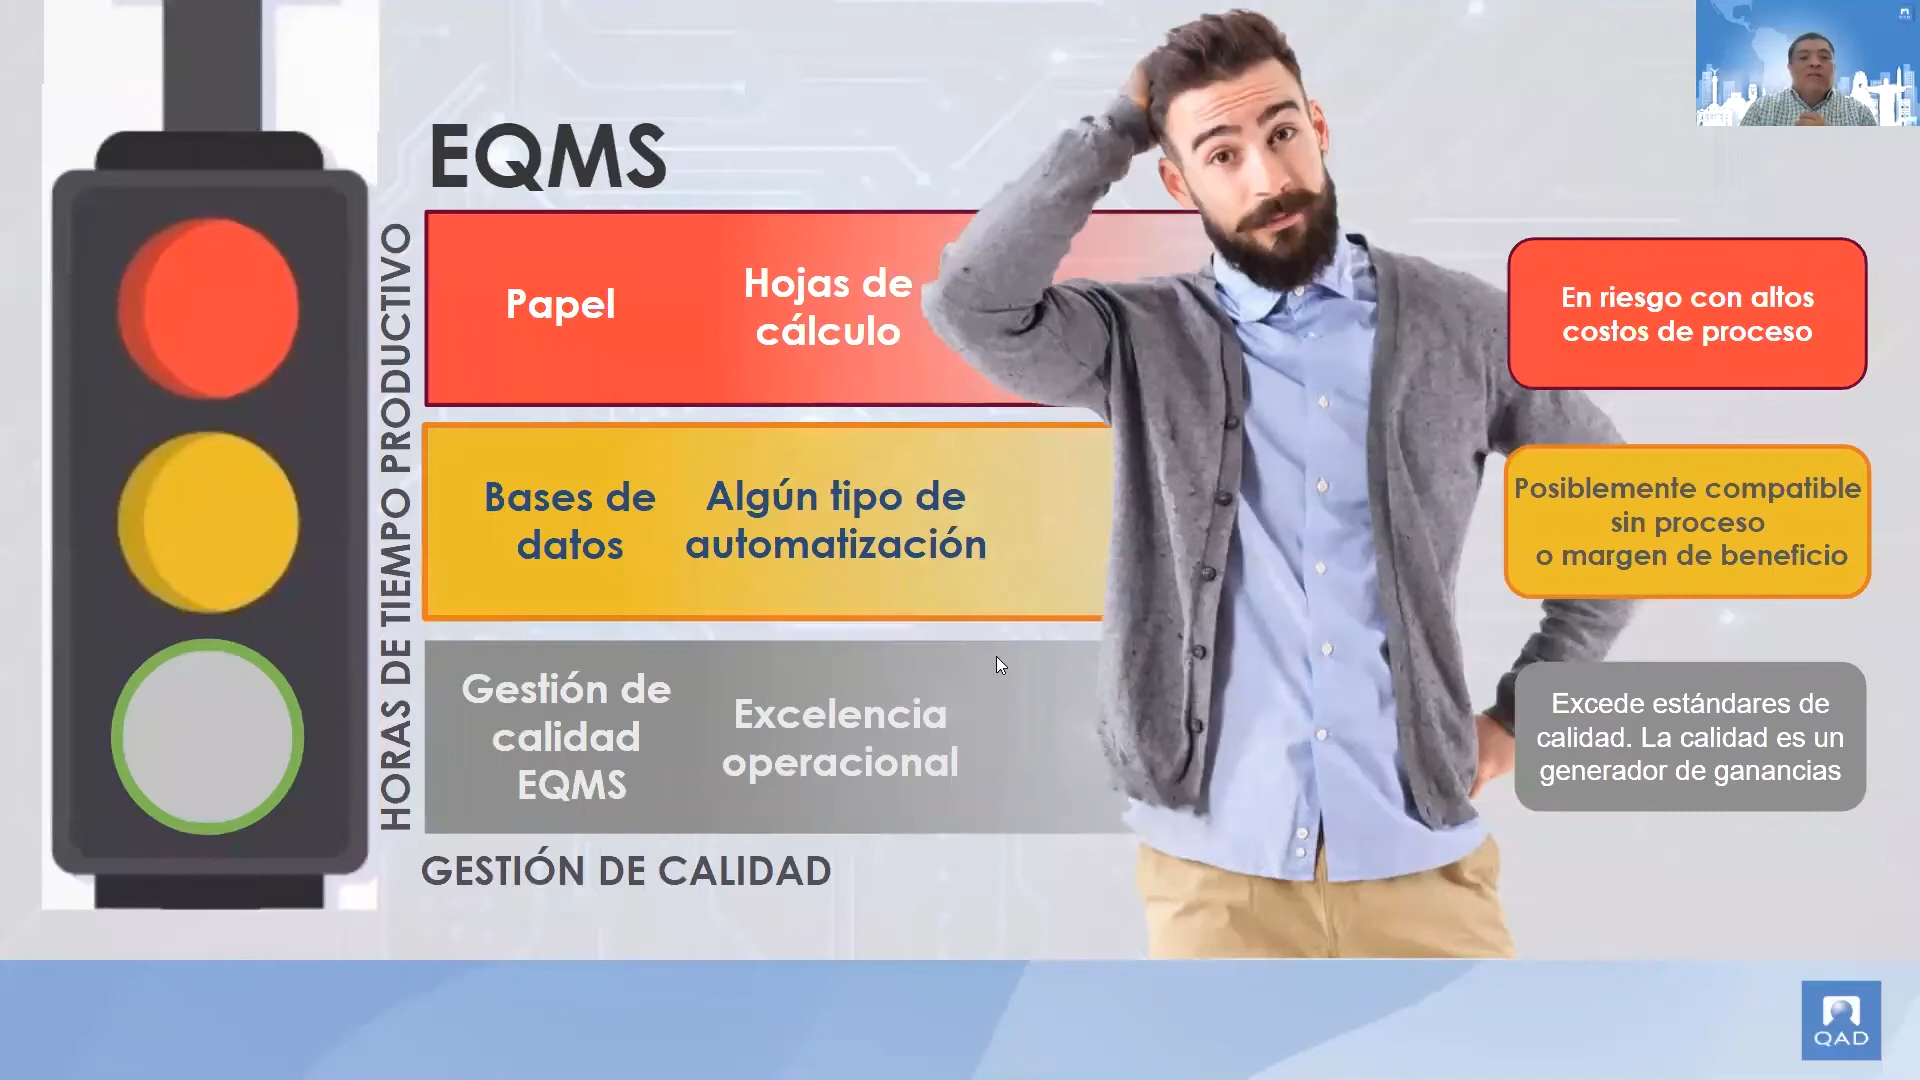 EQMS
HORAS DE TIEMPO PRODUCTIVO
Papel
Hojas de
cálculo
En riesgo con altos
costos de proceso
Bases de
datos
Algún tipo de
automatización
Posiblemente compatible
sin proceso
o margen de beneficio
Gestión de
calidad
EQMS
Excelencia
operacional
Excede estándares de
calidad. La calidad es un
generador de ganancias
GESTIÓN DE CALIDAD
QAD